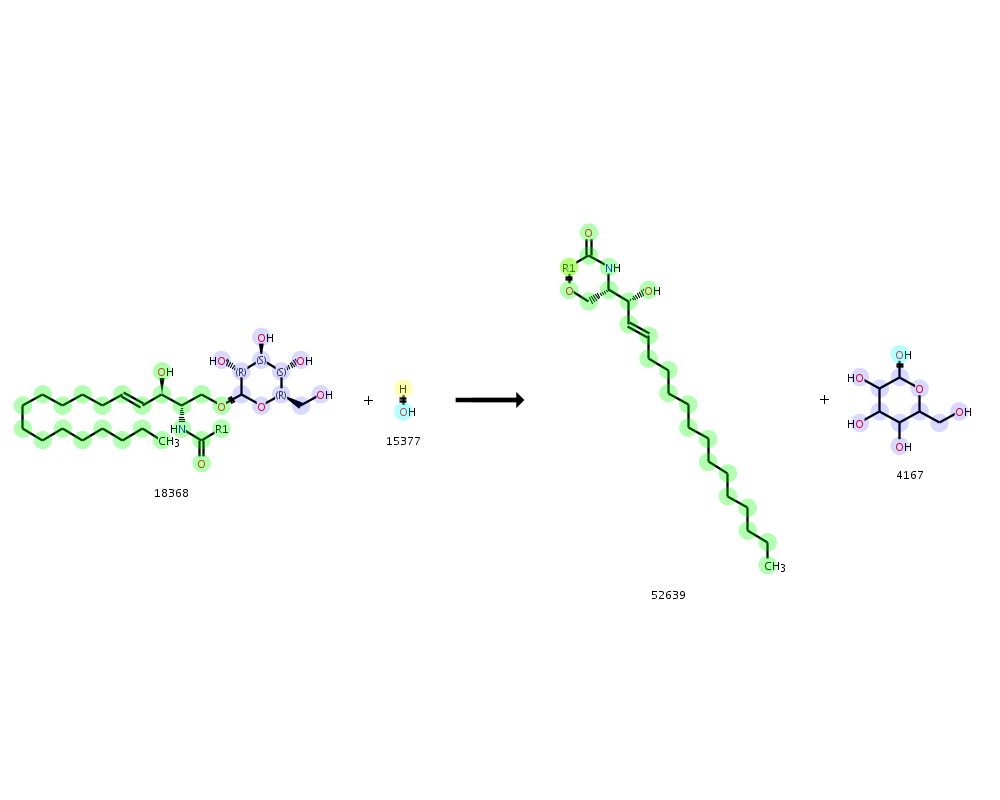 O
R1 NH
O OH
OH
HO (S) OH
(R) (S)
OH
(R) OH
O O
HN R1
CH3
O
18368
+
H
OH
15377
CH3
52639
+
OH
HO O
HO OH
OH
4167